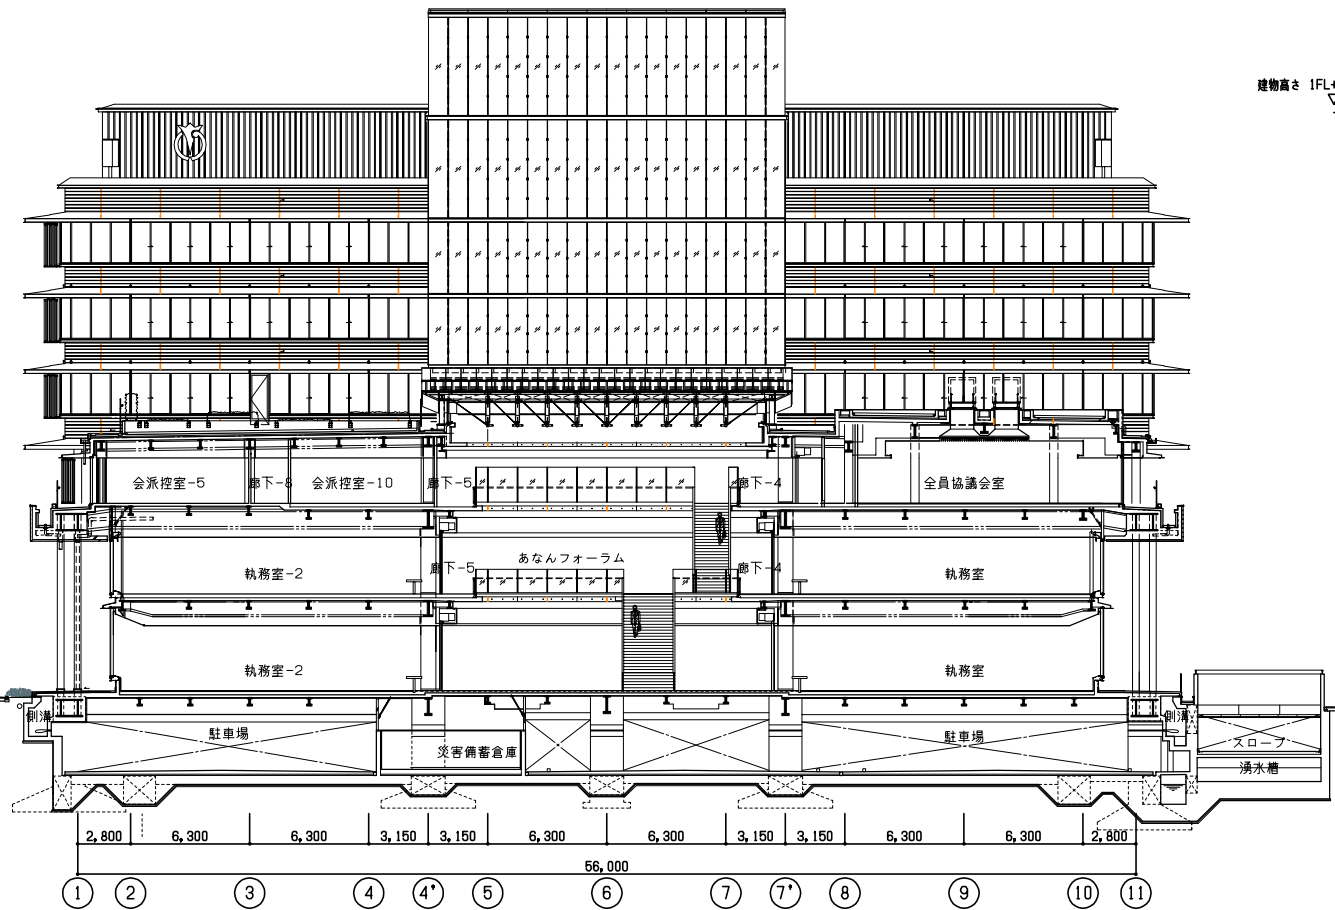 建物高さ 1FL+
会派控室-5
廊下-8
会派控室-10
廊下-5
廊下-4
全員協議会室
執務室-2
廊下-5
あなんフォーラム
廊下-4
執務室
執務室-2
執務室
側溝
駐車場
災害備蓄倉庫
駐車場
側溝
スロープ
湧水槽
2,800 6,300 6,300 3,150 3,150 6,300 6,300 3,150 3,150 6,300 6,300 2,800
56,000
1 2 3 4 4' 5 6 7 7' 8 9 10 11